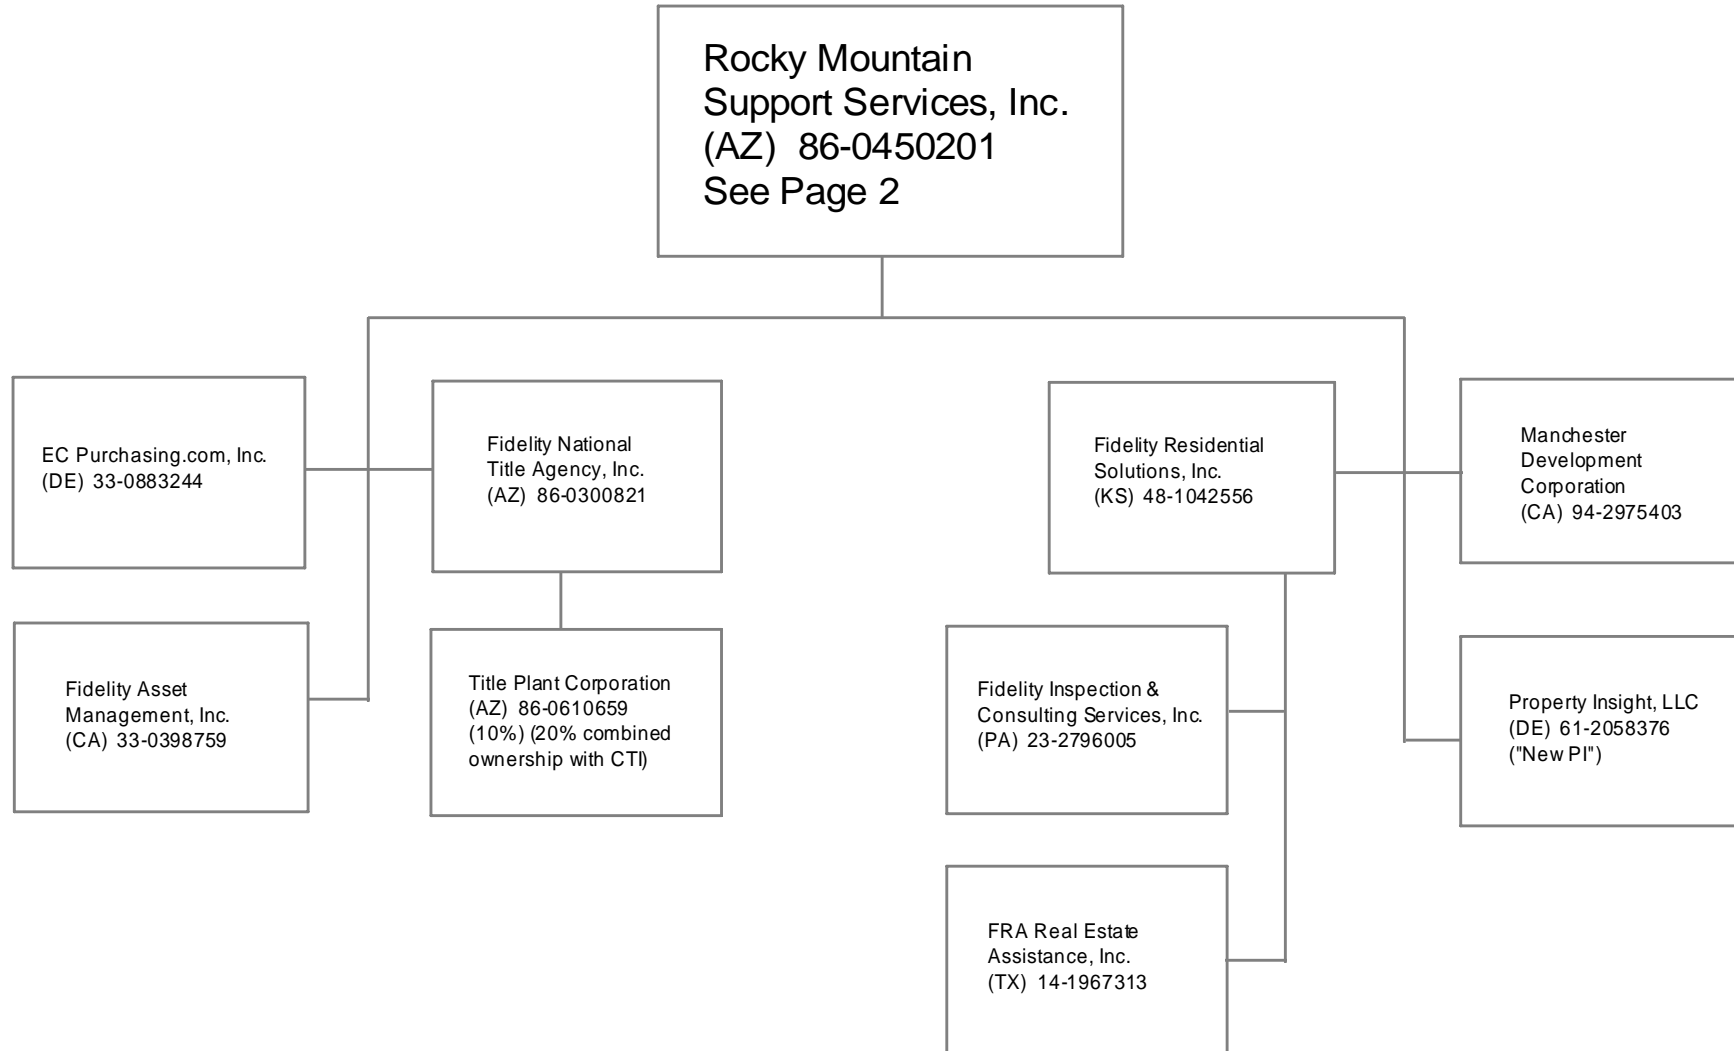 Rocky Mountain
Support Services, Inc.
(AZ) 86-0450201
See Page 2
EC Purchasing.com, Inc.
(DE) 33-0883244
Fidelity National
Title Agency, Inc.
(AZ) 86-0300821
Fidelity Residential
Solutions, Inc.
(KS) 48-1042556
Manchester
Development
Corporation
(CA) 94-2975403
Fidelity Asset
Management, Inc.
(CA) 33-0398759
Title Plant Corporation
(AZ) 86-0610659
(10%) (20% combined
ownership with CTI)
Fidelity Inspection &
Consulting Services, Inc.
(PA) 23-2796005
Property Insight, LLC
(DE) 61-2058376
("New PI")
FRA Real Estate
Assistance, Inc.
(TX) 14-1967313